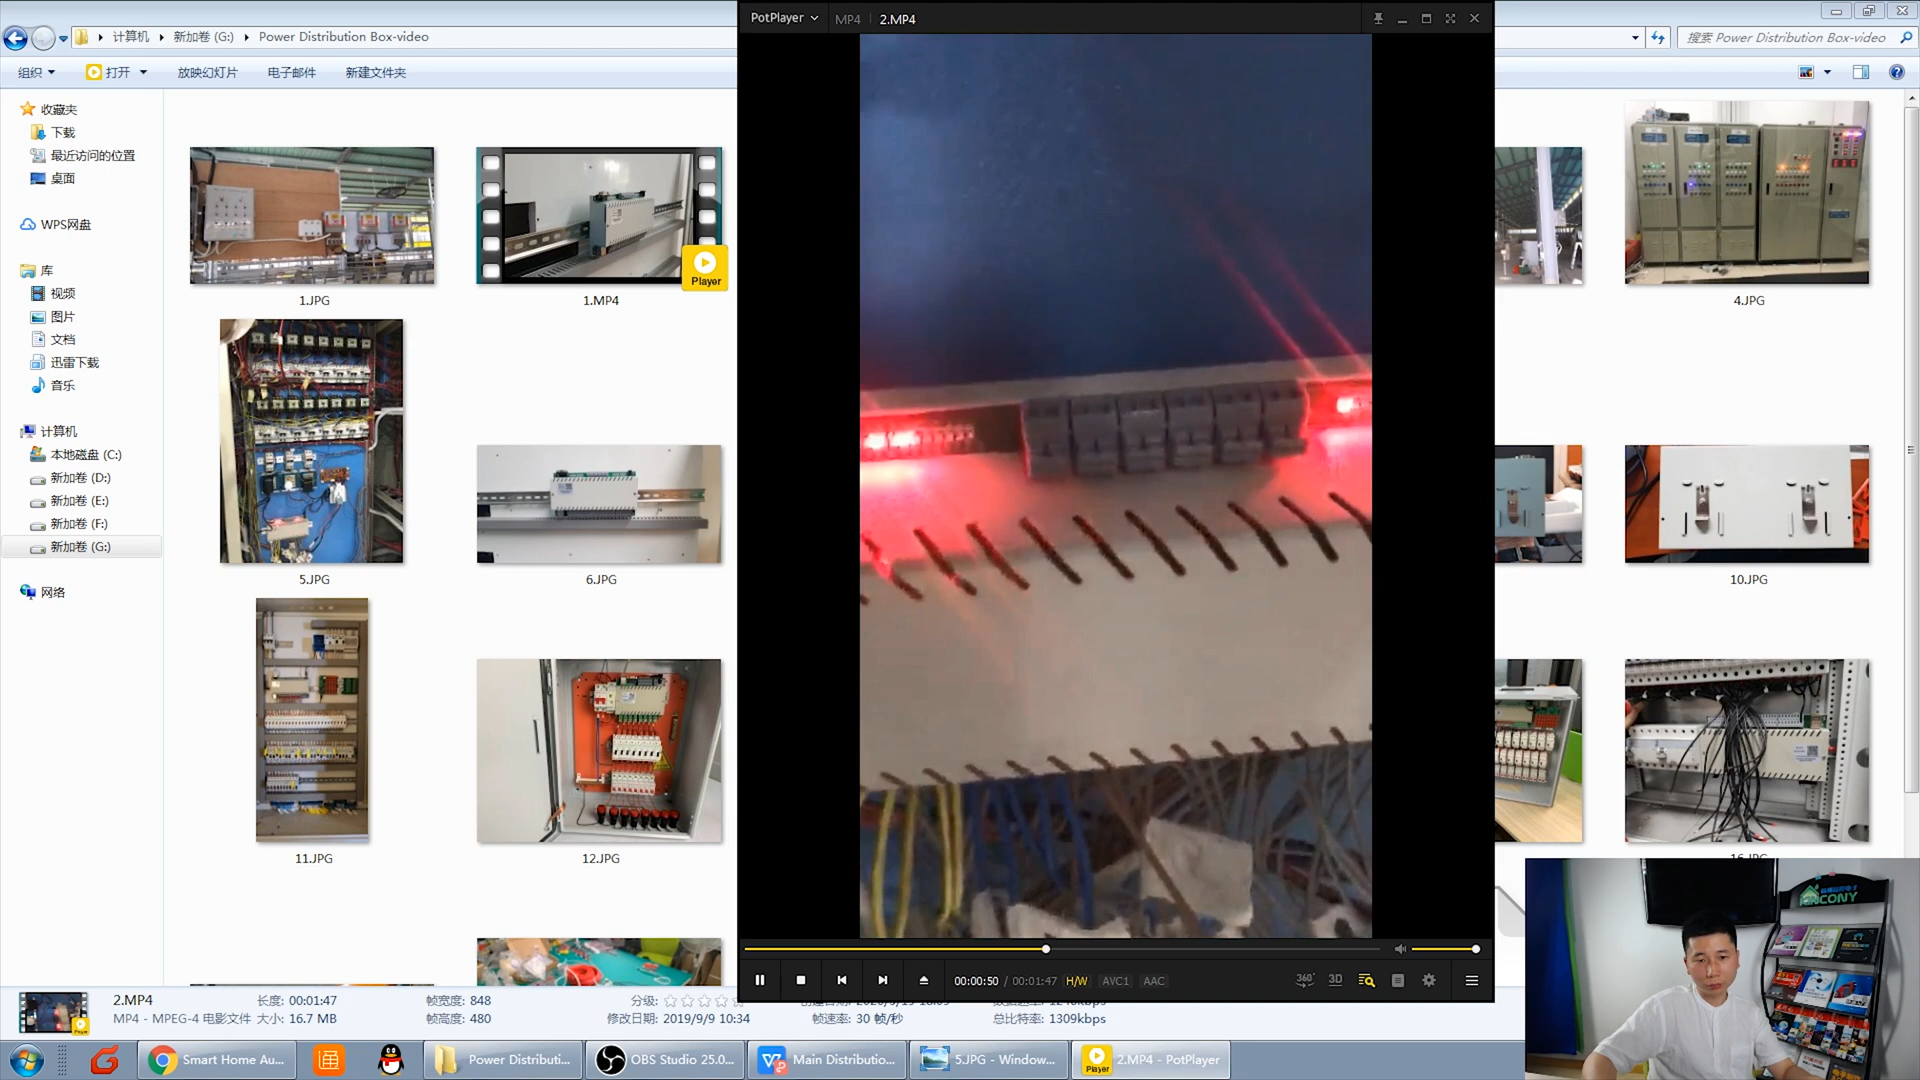 计算机 新加卷 (G:) Power Distribution Box-video
PotPlayer MP4 2.MP4
搜索 Power Distribution Box-video
组织 打开 放映幻灯片 电子邮件 新建文件夹
收藏夹
下载
最近访问的位置
桌面
WPS网盘
库
视频
图片
文档
迅雷下载
音乐
计算机
本地磁盘 (C:)
新加卷 (D:)
新加卷 (E:)
新加卷 (F:)
新加卷 (G:)
网络
Player
1.JPG
1.MP4
4.JPG
5.JPG
6.JPG
10.JPG
11.JPG
12.JPG
16.JPG
00:00:50 / 00:01:47 H/W AVC1 AAC
360° 3D
2.MP4 长度: 00:01:47 帧宽度: 848 分级:
MP4 - MPEG-4 电影文件 大小: 16.7 MB 帧高度: 480 修改日期: 2019/9/9 10:34 帧速率: 30 帧/秒 总比特率: 1309kbps
Smart Home Au...
Power Distributi...
OBS Studio 25.0...
Main Distributio...
5.JPG - Window...
Player
2.MP4 - PotPlayer